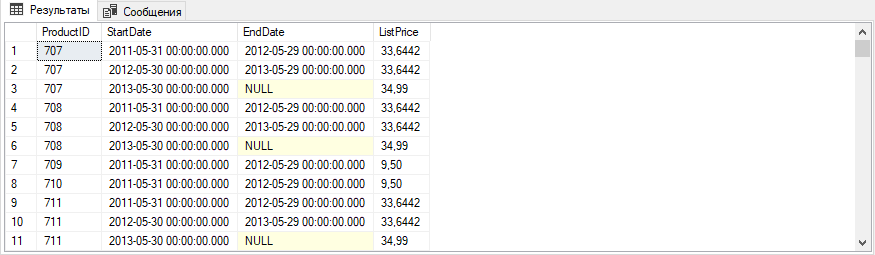 Результаты Сообщения
ProductID StartDate EndDate ListPrice
1 707 2011-05-31 00:00:00.000 2012-05-29 00:00:00.000 33,6442
2 707 2012-05-30 00:00:00.000 2013-05-29 00:00:00.000 33,6442
3 707 2013-05-30 00:00:00.000 NULL 34,99
4 708 2011-05-31 00:00:00.000 2012-05-29 00:00:00.000 33,6442
5 708 2012-05-30 00:00:00.000 2013-05-29 00:00:00.000 33,6442
6 708 2013-05-30 00:00:00.000 NULL 34,99
7 709 2011-05-31 00:00:00.000 2012-05-29 00:00:00.000 9,50
8 710 2011-05-31 00:00:00.000 2012-05-29 00:00:00.000 9,50
9 711 2011-05-31 00:00:00.000 2012-05-29 00:00:00.000 33,6442
10 711 2012-05-30 00:00:00.000 2013-05-29 00:00:00.000 33,6442
11 711 2013-05-30 00:00:00.000 NULL 34,99